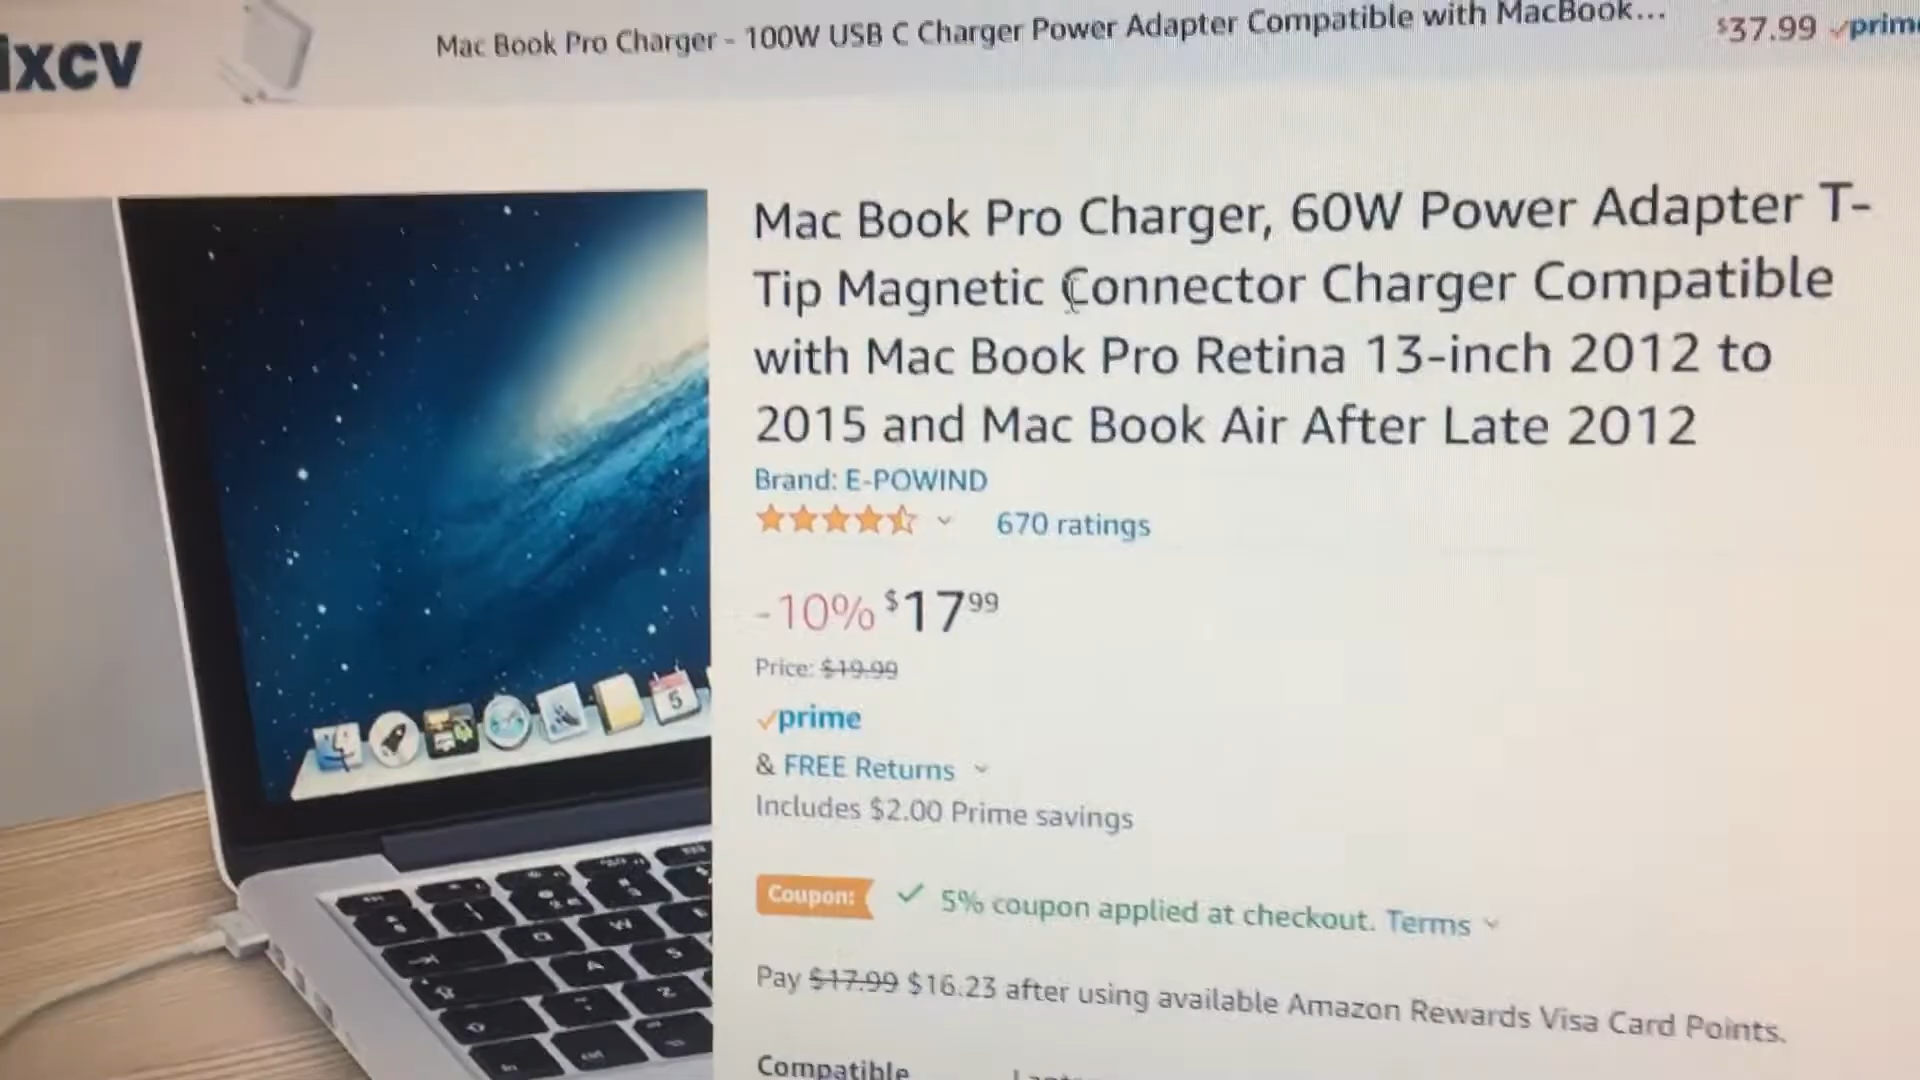 ixcv
Mac Book Pro Charger - 100W USB C Charger Power Adapter Compatible with MacBook...
$37.99 prime
Mac Book Pro Charger, 60W Power Adapter T-
Tip Magnetic Connector Charger Compatible
with Mac Book Pro Retina 13-inch 2012 to
2015 and Mac Book Air After Late 2012
Brand: E-POWIND
670 ratings
-10% $17.99
Price: $19.99
prime
& FREE Returns
Includes $2.00 Prime savings
Coupon: 5% coupon applied at checkout. Terms
Pay $17.99 $16.23 after using available Amazon Rewards Visa Card Points.
Compatible